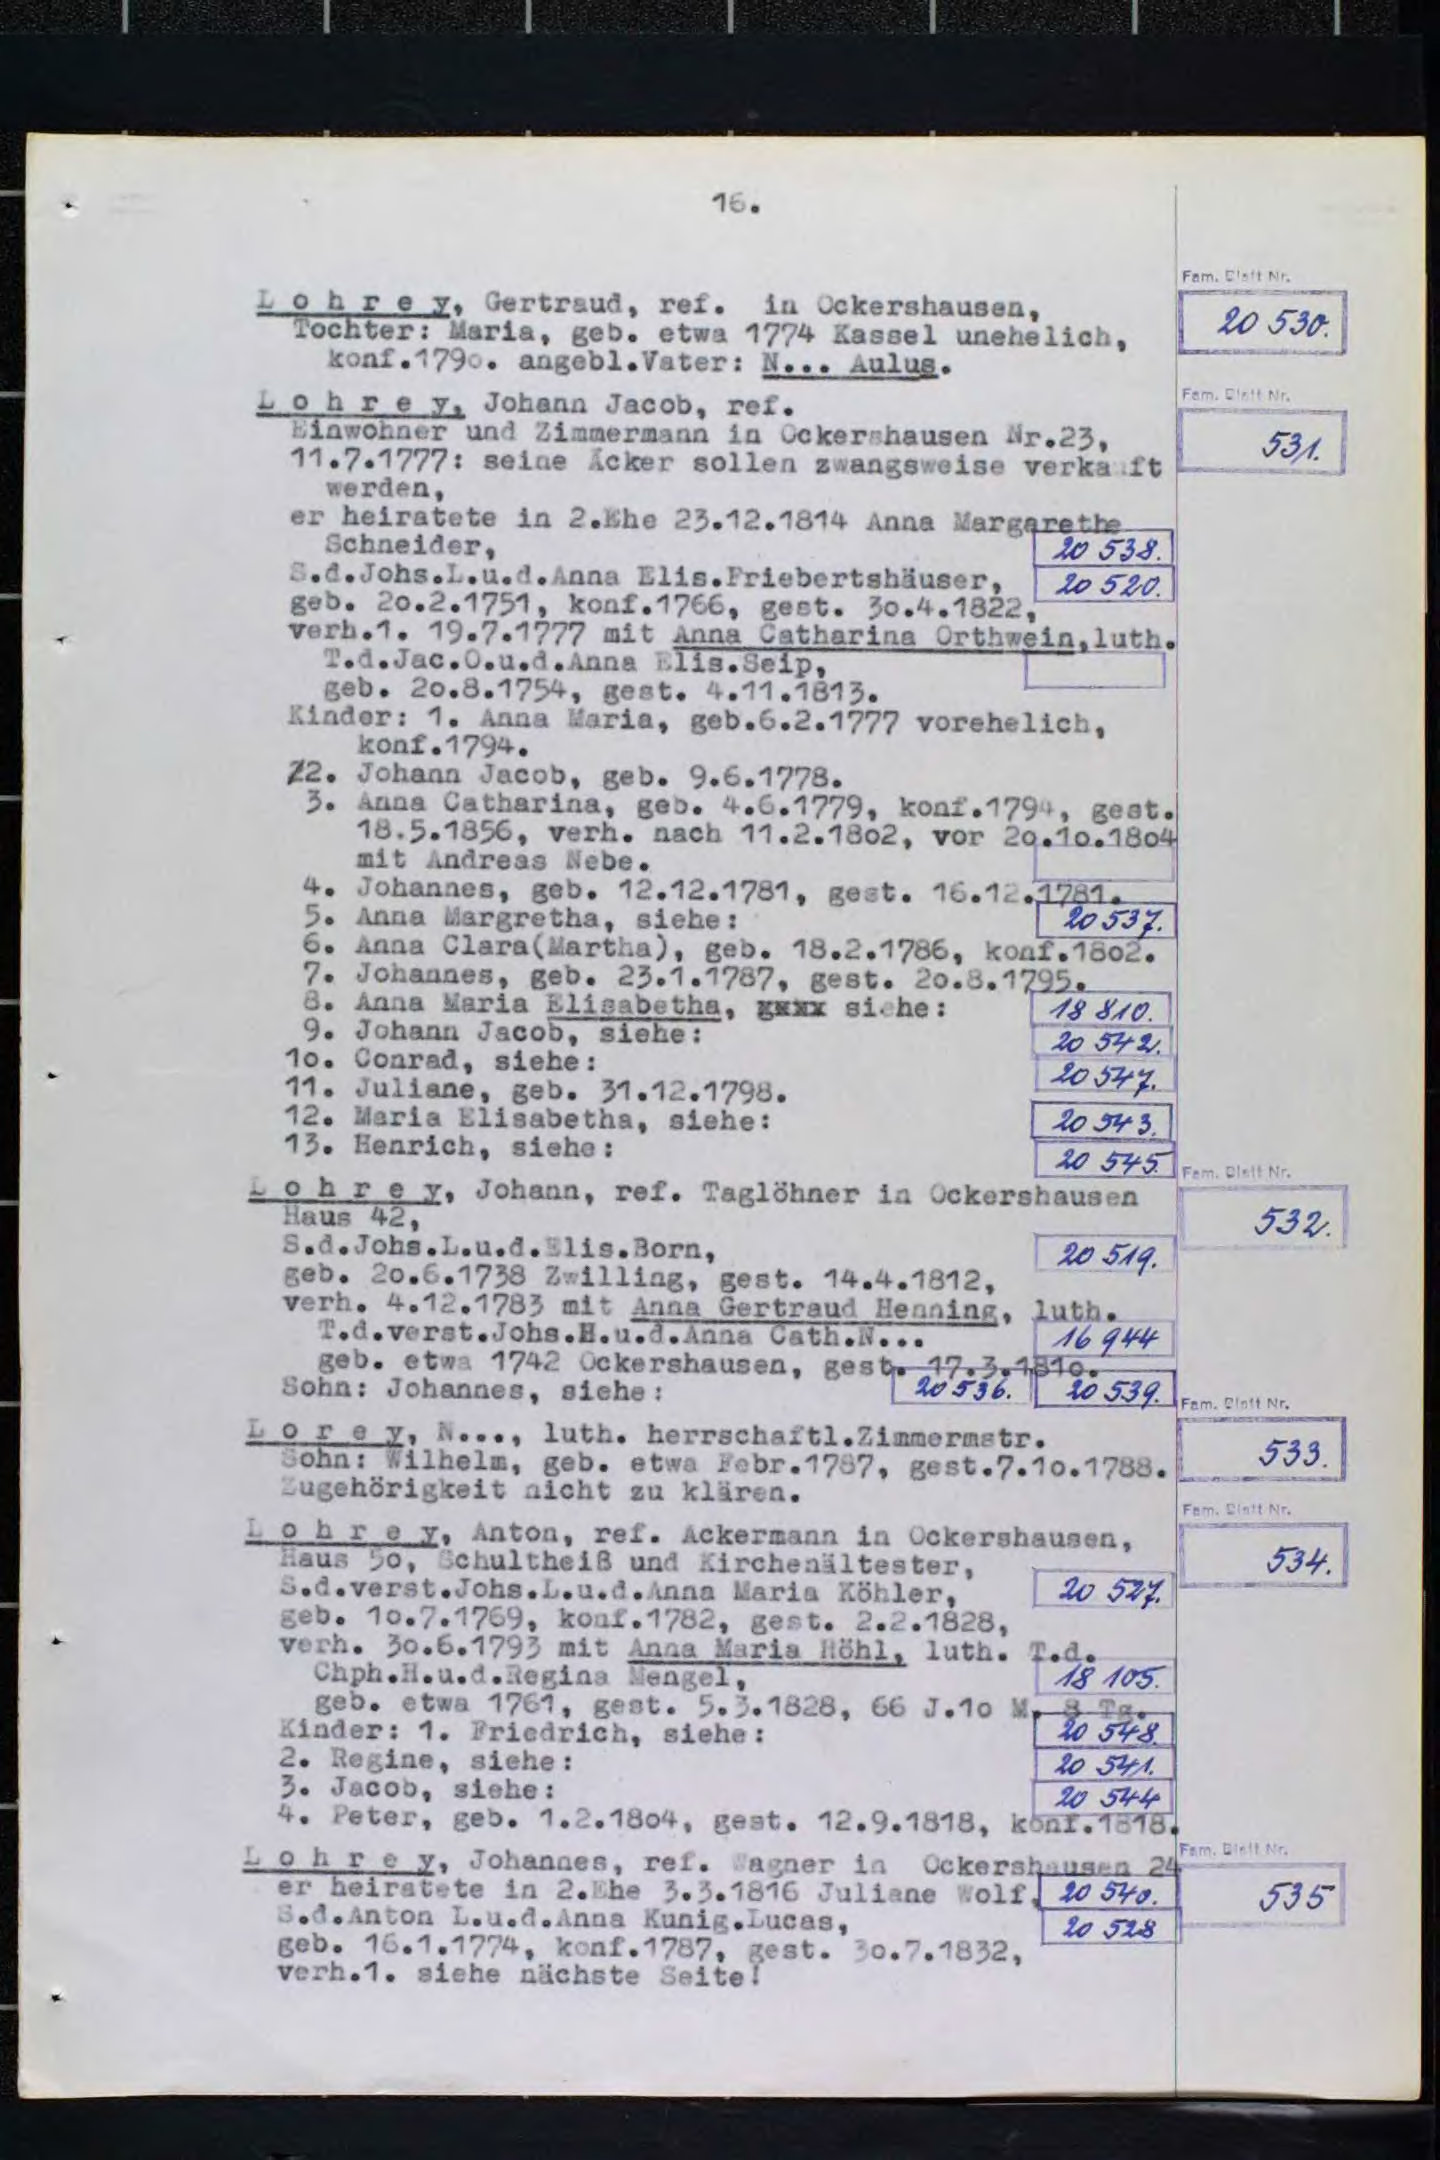 16.
Fam. Blatt Nr.
L o h r e y, Gertraud, ref. in Ockershausen,
20 530.
Tochter: Maria, geb. etwa 1774 Kassel unehelich,
konf.179o. angebl.Vater: N... Aulus.
Fam. Blatt Nr.
L o h r e y, Johann Jacob, ref.
531.
Einwohner und Zimmermann in Ockershausen Nr.23,
11.7.1777: seine Äcker sollen zwangsweise verkauft
werden,
er heiratete in 2.Ehe 23.12.1814 Anna Margarethe
Schneider, 20 538.
S.d.Johs.L.u.d.Anna Elis.Friebertshäuser, 20 520.
geb. 2o.2.1751, konf.1766, gest. 3o.4.1822,
verh.1. 19.7.1777 mit Anna Catharina Orthwein,luth.
T.d.Jac.O.u.d.Anna Elis.Seip,
geb. 2o.8.1754, gest. 4.11.1813.
Kinder: 1. Anna Maria, geb.6.2.1777 vorehelich,
konf.1794.
2. Johann Jacob, geb. 9.6.1778.
3. Anna Catharina, geb. 4.6.1779, konf.1794, gest.
18.5.1856, verh. nach 11.2.18o2, vor 2o.1o.18o4
mit Andreas Nebe.
4. Johannes, geb. 12.12.1781, gest. 16.12.1781.
5. Anna Margretha, siehe: 20 537.
6. Anna Clara(Martha), geb. 18.2.1786, konf.18o2.
7. Johannes, geb. 23.1.1787, gest. 2o.8.1795.
8. Anna Maria Elisabetha, xxxx siehe: 18 810.
9. Johann Jacob, siehe: 20 542.
1o. Conrad, siehe: 20 547.
11. Juliane, geb. 31.12.1798.
12. Maria Elisabetha, siehe: 20 543.
13. Henrich, siehe: 20 545.
Fam. Blatt Nr.
L o h r e y, Johann, ref. Taglöhner in Ockershausen
532.
Haus 42,
S.d.Johs.L.u.d.Elis.Born, 20 519.
geb. 2o.6.1738 Zwilling, gest. 14.4.1812,
verh. 4.12.1783 mit Anna Gertraud Henning, luth.
T.d.verst.Johs.H.u.d.Anna Cath.N... 16 944
geb. etwa 1742 Ockershausen, gest. 17.3.181o.
Sohn: Johannes, siehe: 20 536. 20 539.
Fam. Blatt Nr.
L o r e y, N..., luth. herrschaftl.Zimmermstr.
533.
Sohn: Wilhelm, geb. etwa Febr.1787, gest.7.1o.1788.
Zugehörigkeit nicht zu klären.
Fam. Blatt Nr.
L o h r e y, Anton, ref. Ackermann in Ockershausen,
534.
Haus 5o, Schultheiß und Kirchenältester,
S.d.verst.Johs.L.u.d.Anna Maria Köhler, 20 527.
geb. 1o.7.1769, konf.1782, gest. 2.2.1828,
verh. 3o.6.1793 mit Anna Maria Höhl, luth. T.d.
Chph.H.u.d.Regina Mengel, 18 105.
geb. etwa 1761, gest. 5.3.1828, 66 J.1o M. 8 Tg.
Kinder: 1. Friedrich, siehe: 20 548.
2. Regine, siehe: 20 541.
3. Jacob, siehe: 20 544
4. Peter, geb. 1.2.18o4, gest. 12.9.1818, konf.1818.
Fam. Blatt Nr.
L o h r e y, Johannes, ref. Wagner in Ockershausen 24
er heiratete in 2.Ehe 3.3.1816 Juliane Wolf, 20 540.
535
S.d.Anton L.u.d.Anna Kunig.Lucas, 20 528
geb. 16.1.1774, konf.1787, gest. 3o.7.1832,
verh.1. siehe nächste Seite!